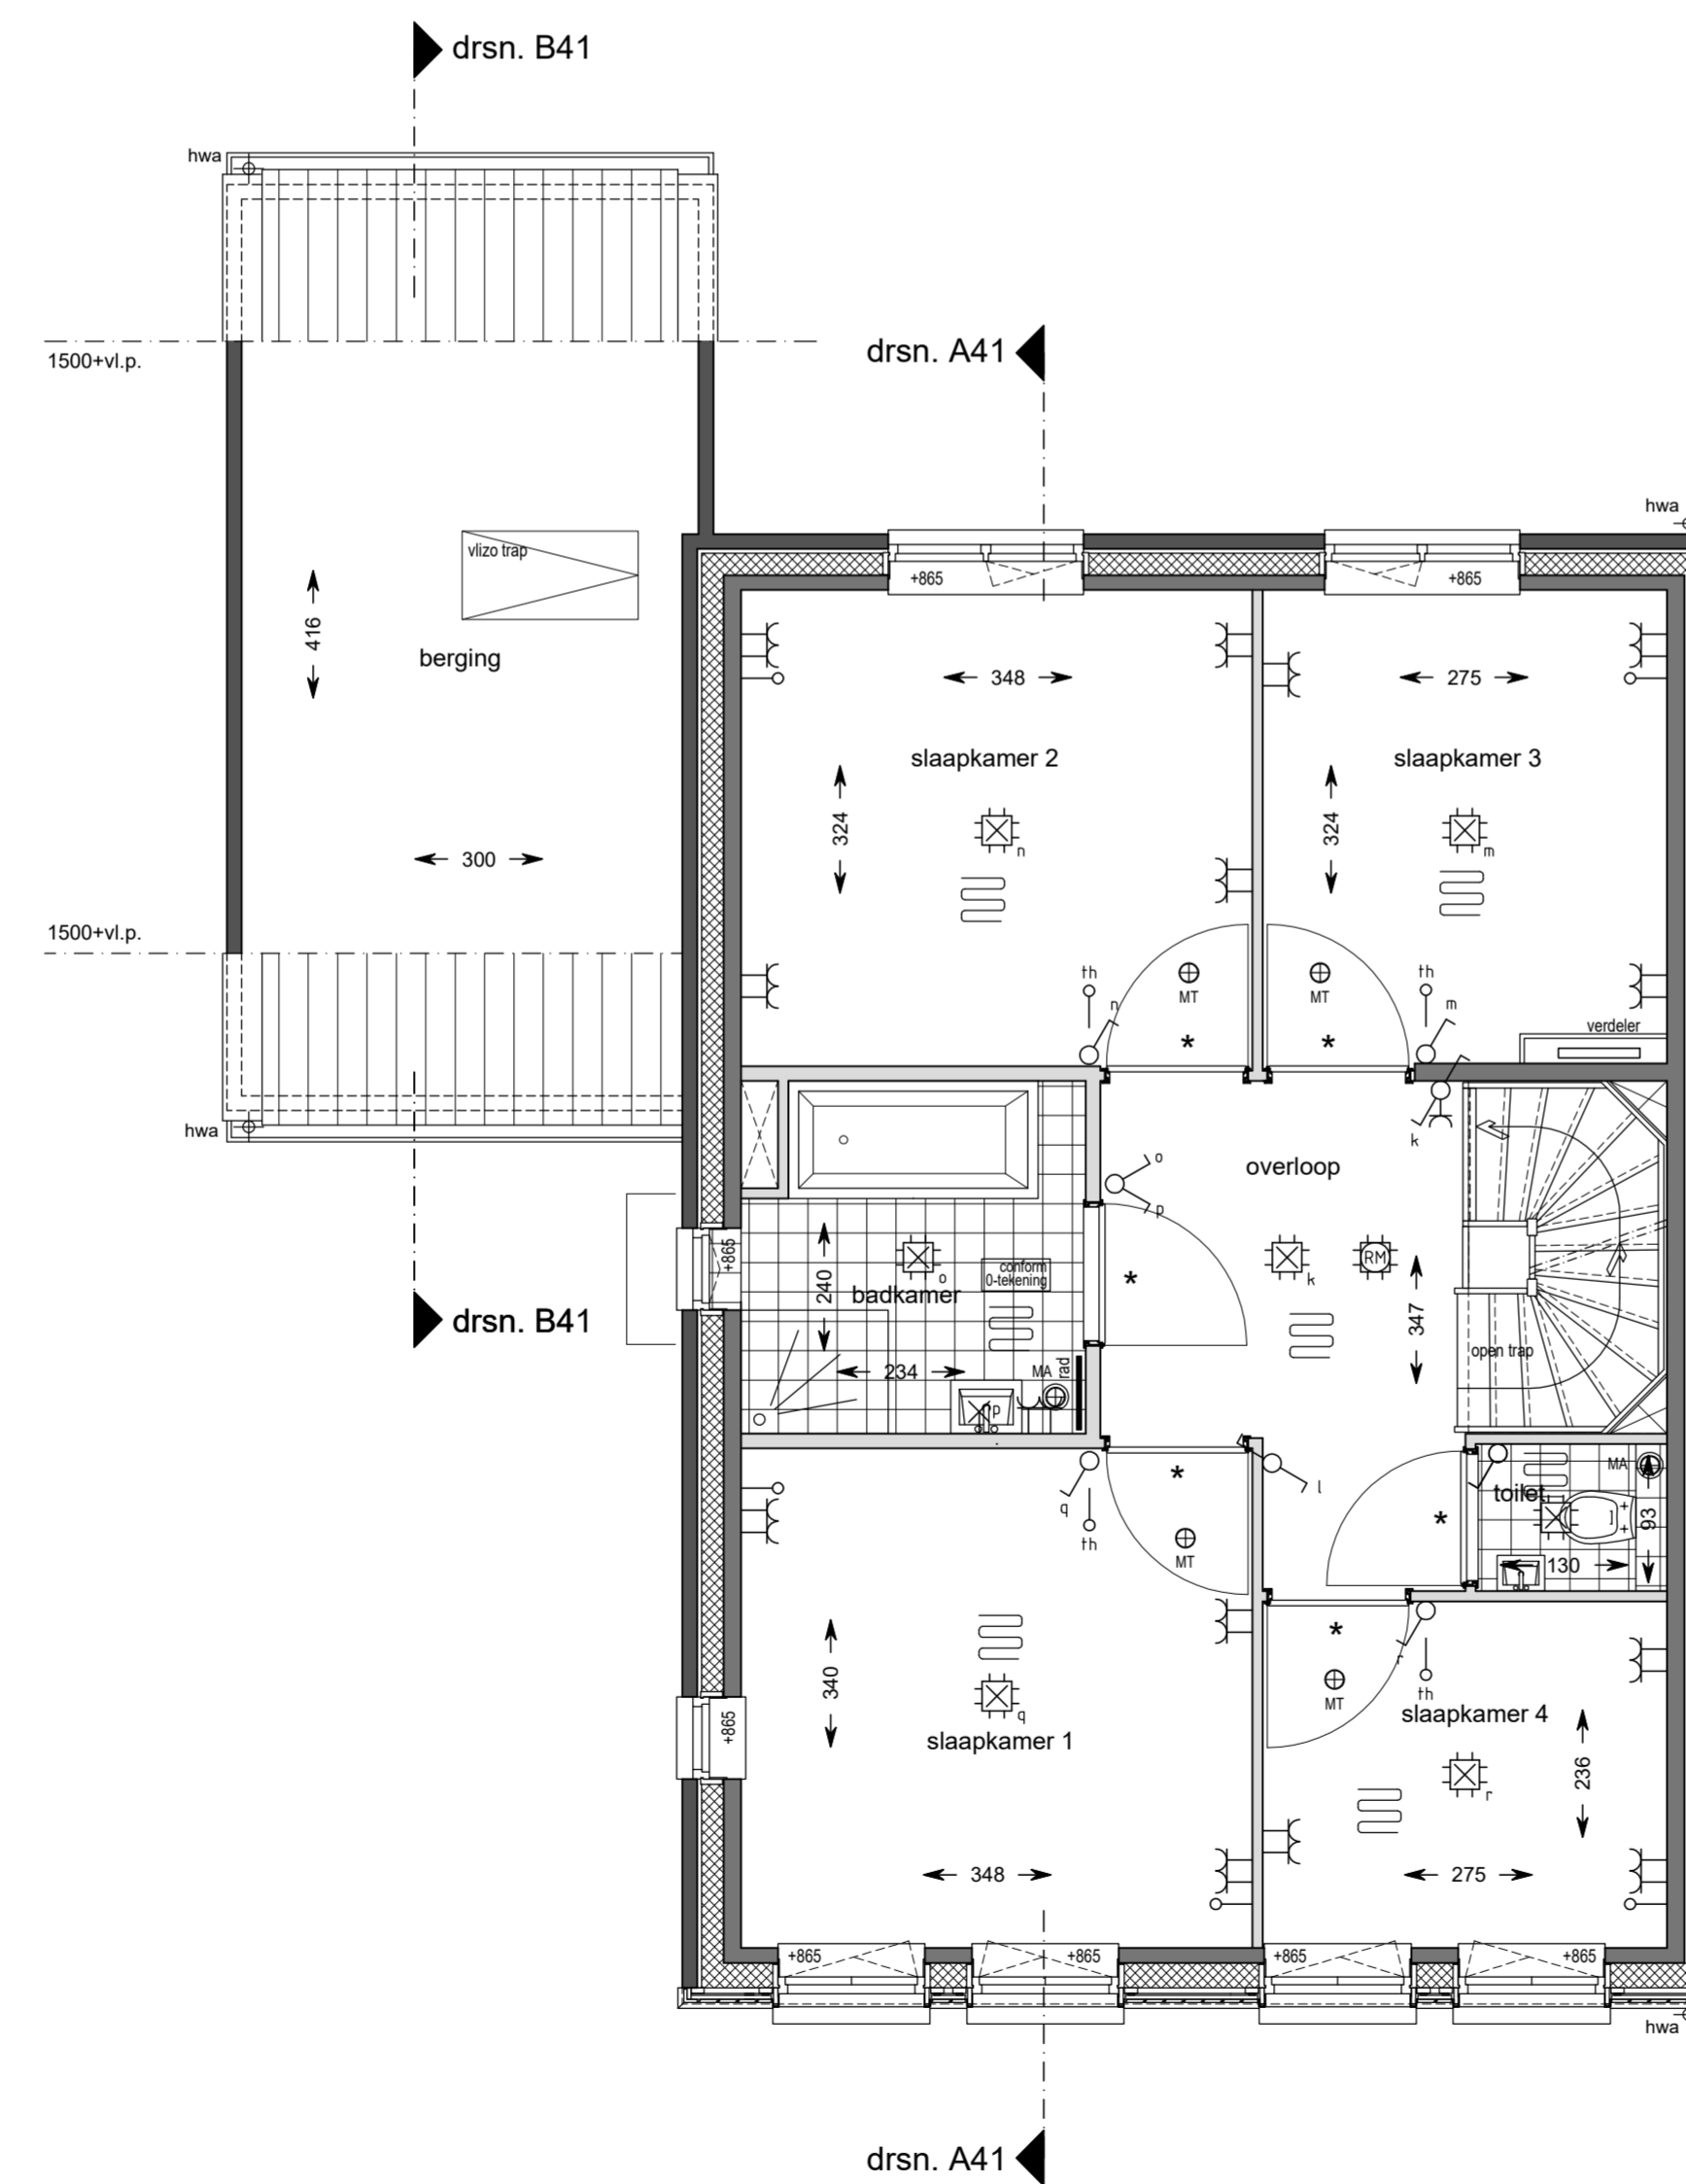 drsn. B41
hwa
1500+vl.p.
drsn. A41
hwa
vlizo trap
+865
+865
416
berging
348
275
slaapkamer 2
slaapkamer 3
324
324
n
m
300
1500+vl.p.
th
n
MT
MT
th
m
*
*
verdeler
hwa
k
overloop
o
p
+865
240
o
conform
0-tekening
badkamer
*
k
RM
347
drsn. B41
234
MA
rad
open trap
p
q
th
*
MT
l
*
toilet
MA
93
130
340
q
slaapkamer 1
+865
*
r
MT
th
slaapkamer 4
236
r
348
275
+865
+865
+865
+865
hwa
drsn. A41